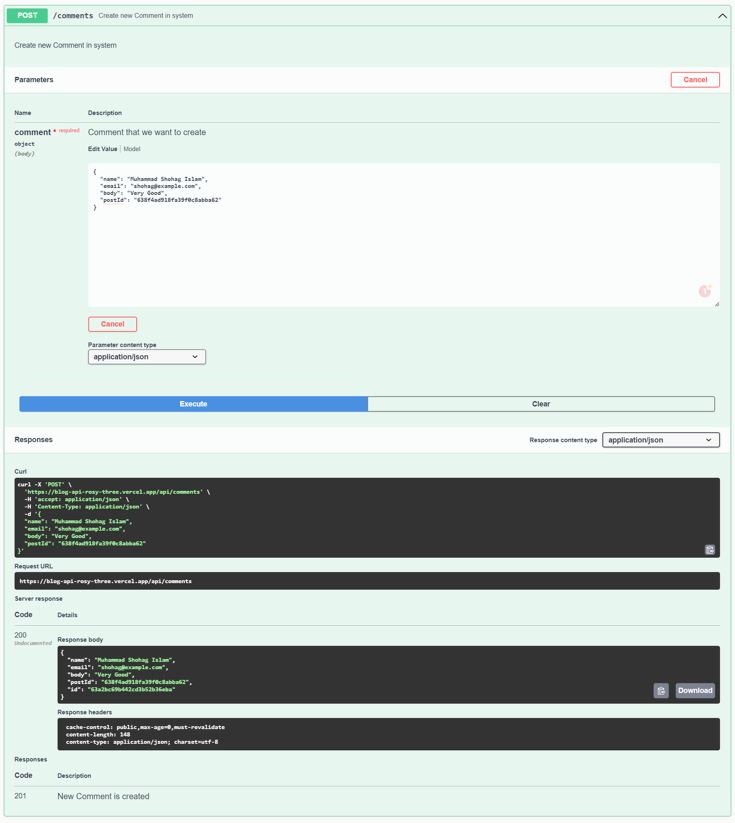 POST /comments Create new Comment in system
Create new Comment in system
Parameters Cancel
Name Description
comment * required Comment that we want to create
object
(body)
Edit Value | Model
{
"name": "Muhammad Shohag Islam",
"email": "shohag@example.com",
"body": "Very Good",
"postId": "638f4ad918fa39f0c8abba62"
}
1
Cancel
Parameter content type
application/json
Execute Clear
Responses Response content type application/json
Curl
curl -X 'POST' \
'https://blog-api-rosy-three.vercel.app/api/comments' \
-H 'accept: application/json' \
-H 'Content-Type: application/json' \
-d '{
"name": "Muhammad Shohag Islam",
"email": "shohag@example.com",
"body": "Very Good",
"postId": "638f4ad918fa39f0c8abba62"
}'
Request URL
https://blog-api-rosy-three.vercel.app/api/comments
Server response
Code Details
200
Undocumented
Response body
{
"name": "Muhammad Shohag Islam",
"email": "shohag@example.com",
"body": "Very Good",
"postId": "638f4ad918fa39f0c8abba62",
"id": "63a2bc69b442cd3b52b36eba"
}
Download
Response headers
cache-control: public,max-age=0,must-revalidate
content-length: 148
content-type: application/json; charset=utf-8
Responses
Code Description
201 New Comment is created